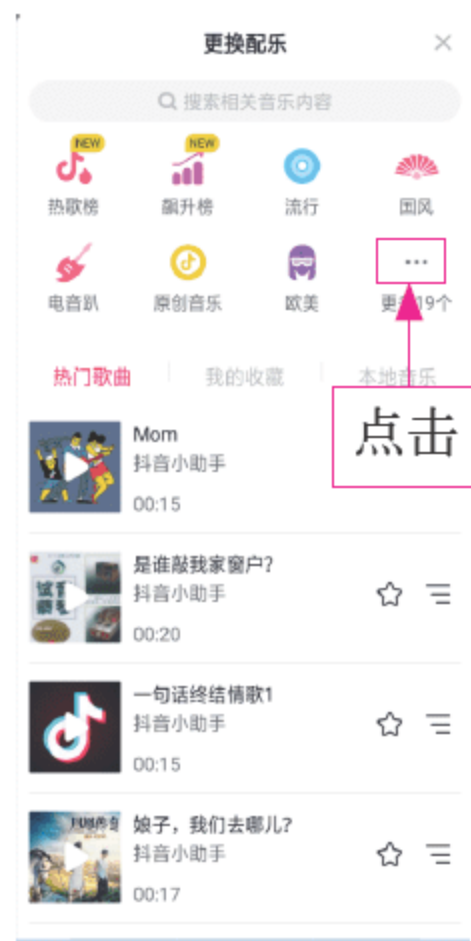 更换配乐
搜索相关音乐内容
NEW NEW
热歌榜 飙升榜 流行 国风
电音趴 原创音乐 欧美 更多19个
热门歌曲 我的收藏 本地音乐
点击
Mom
抖音小助手
00:15
是谁敲我家窗户?
抖音小助手
00:20
一句话终结情歌1
抖音小助手
00:15
娘子，我们去哪儿?
抖音小助手
00:17